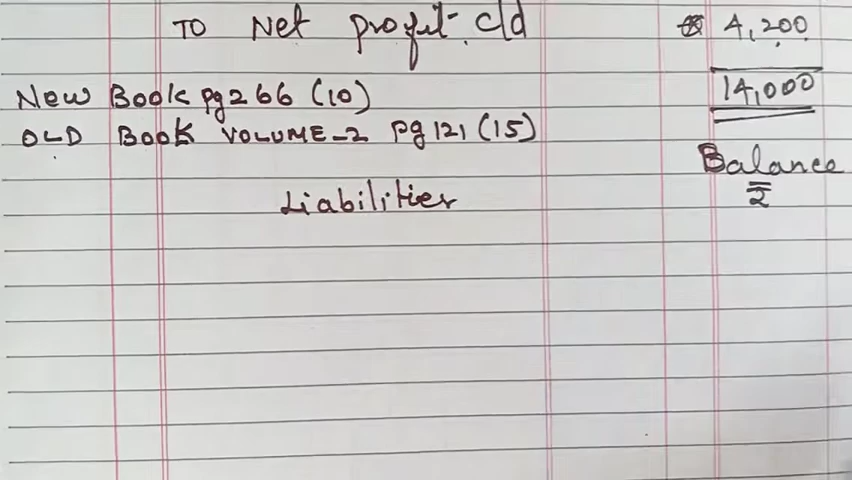 TO Net profit c/d 4,200
14,000
New Book pg 266 (10)
OLD Book VOLUME-2 pg 121 (15)
Balance
Liabilities ₹